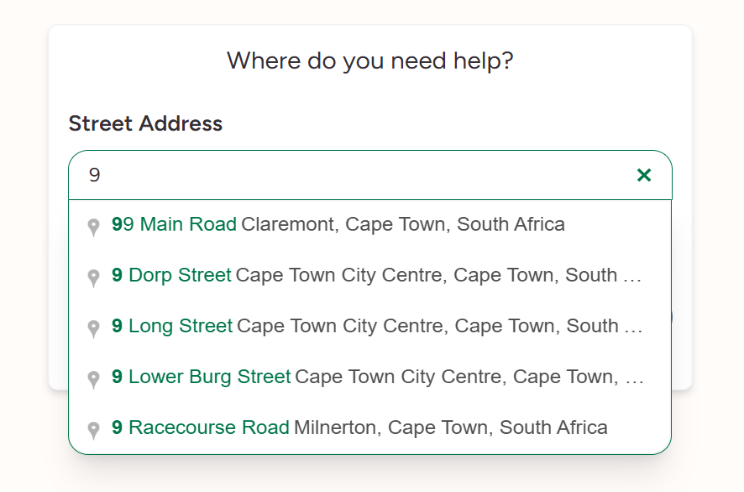 Where do you need help?
Street Address
9
99 Main Road Claremont, Cape Town, South Africa
9 Dorp Street Cape Town City Centre, Cape Town, South ...
9 Long Street Cape Town City Centre, Cape Town, South ...
9 Lower Burg Street Cape Town City Centre, Cape Town, ...
9 Racecourse Road Milnerton, Cape Town, South Africa